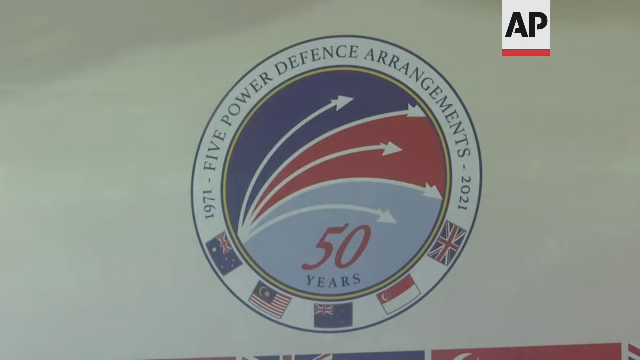 AP
1971 - FIVE POWER DEFENCE ARRANGEMENTS - 2021
50
YEARS